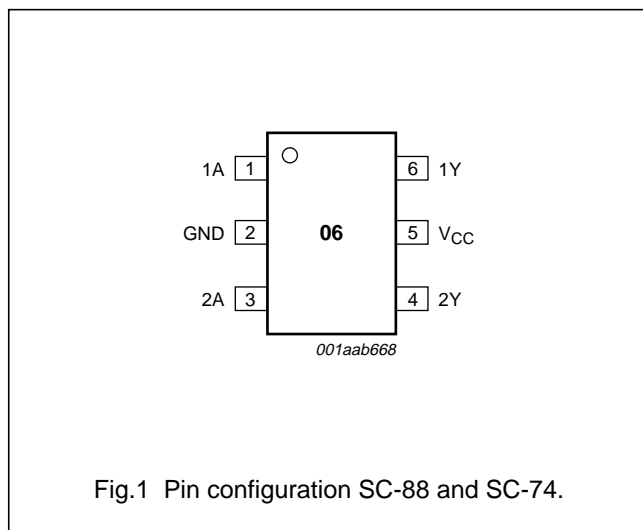 1A 1 6 1Y
GND 2 06 5 VCC
2A 3 4 2Y
001aab668
Fig.1 Pin configuration SC-88 and SC-74.